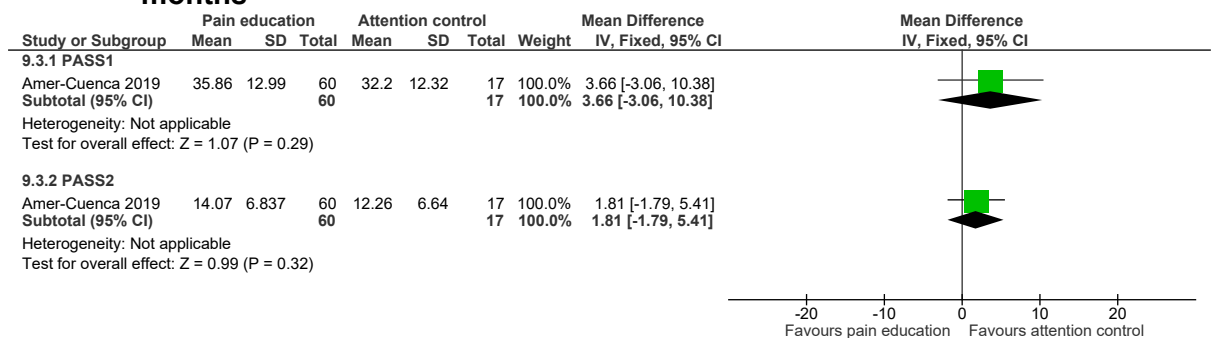 months
Pain education Attention control Mean Difference Mean Difference
Study or Subgroup Mean SD Total Mean SD Total Weight IV, Fixed, 95% CI IV, Fixed, 95% CI
9.3.1 PASS1
Amer-Cuenca 2019 35.86 12.99 60 32.2 12.32 17 100.0% 3.66 [-3.06, 10.38]
Subtotal (95% CI) 60 17 100.0% 3.66 [-3.06, 10.38]
Heterogeneity: Not applicable
Test for overall effect: Z = 1.07 (P = 0.29)
9.3.2 PASS2
Amer-Cuenca 2019 14.07 6.837 60 12.26 6.64 17 100.0% 1.81 [-1.79, 5.41]
Subtotal (95% CI) 60 17 100.0% 1.81 [-1.79, 5.41]
Heterogeneity: Not applicable
Test for overall effect: Z = 0.99 (P = 0.32)
-20 -10 0 10 20
Favours pain education Favours attention control